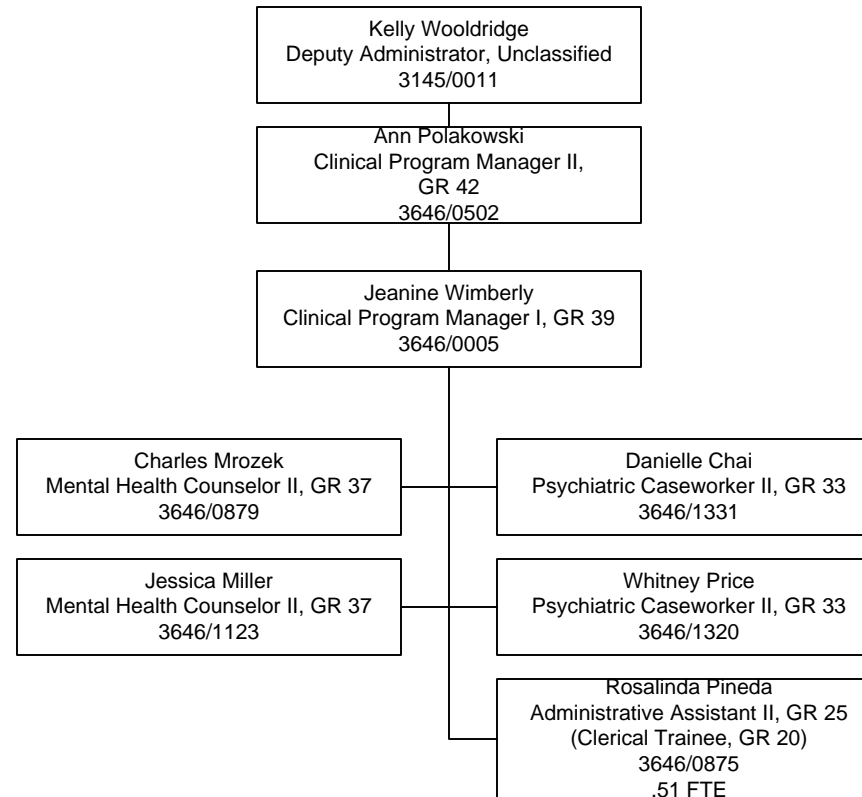 Kelly Wooldridge
Deputy Administrator, Unclassified
3145/0011
Ann Polakowski
Clinical Program Manager II,
GR 42
3646/0502
Jeanine Wimberly
Clinical Program Manager I, GR 39
3646/0005
Charles Mrozek
Mental Health Counselor II, GR 37
3646/0879
Danielle Chai
Psychiatric Caseworker II, GR 33
3646/1331
Jessica Miller
Mental Health Counselor II, GR 37
3646/1123
Whitney Price
Psychiatric Caseworker II, GR 33
3646/1320
Rosalinda Pineda
Administrative Assistant II, GR 25
(Clerical Trainee, GR 20)
3646/0875
.51 FTE